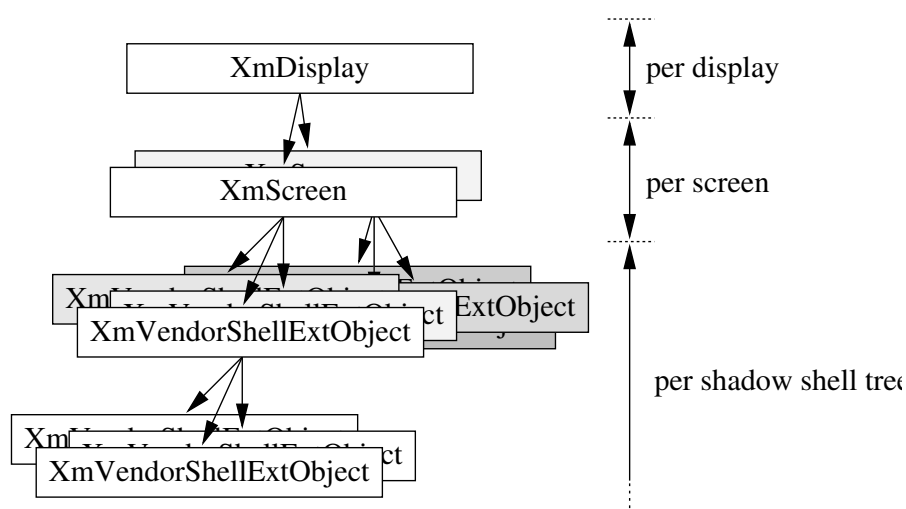 XmDisplay
per display
XmScreen
per screen
ExtObject
XmVendorShellExtObject
per shadow shell tree
XmVendorShellExtObject